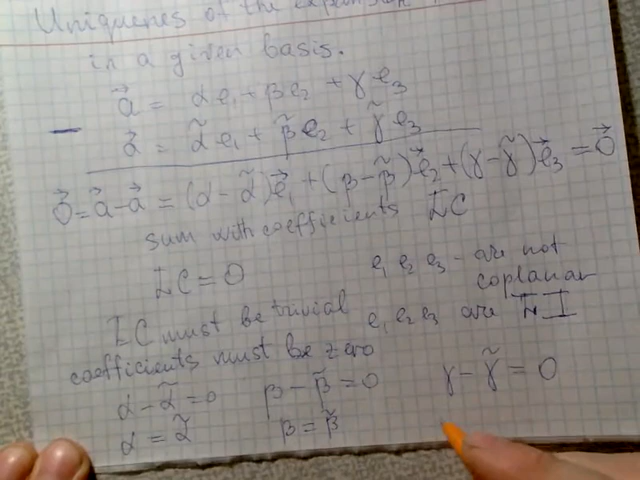 Uniquenes of the expansion
in a given basis.
a⃗ = αe₁ + βe₂ + γe₃
– a⃗ = α̃e₁ + β̃e₂ + γ̃e₃
0⃗ = a⃗ - a⃗ = (α - α̃)e⃗₁ + (β - β̃)e⃗₂ + (γ - γ̃)e⃗₃ = 0⃗
sum with coefficients LC
LC = 0 e₁ e₂ e₃ - are not
coplanar
LC must be trivial e₁ e₂ e₃ are LI
coefficients must be zero
α - α̃ = 0 β - β̃ = 0 γ - γ̃ = 0
α = α̃ β = β̃